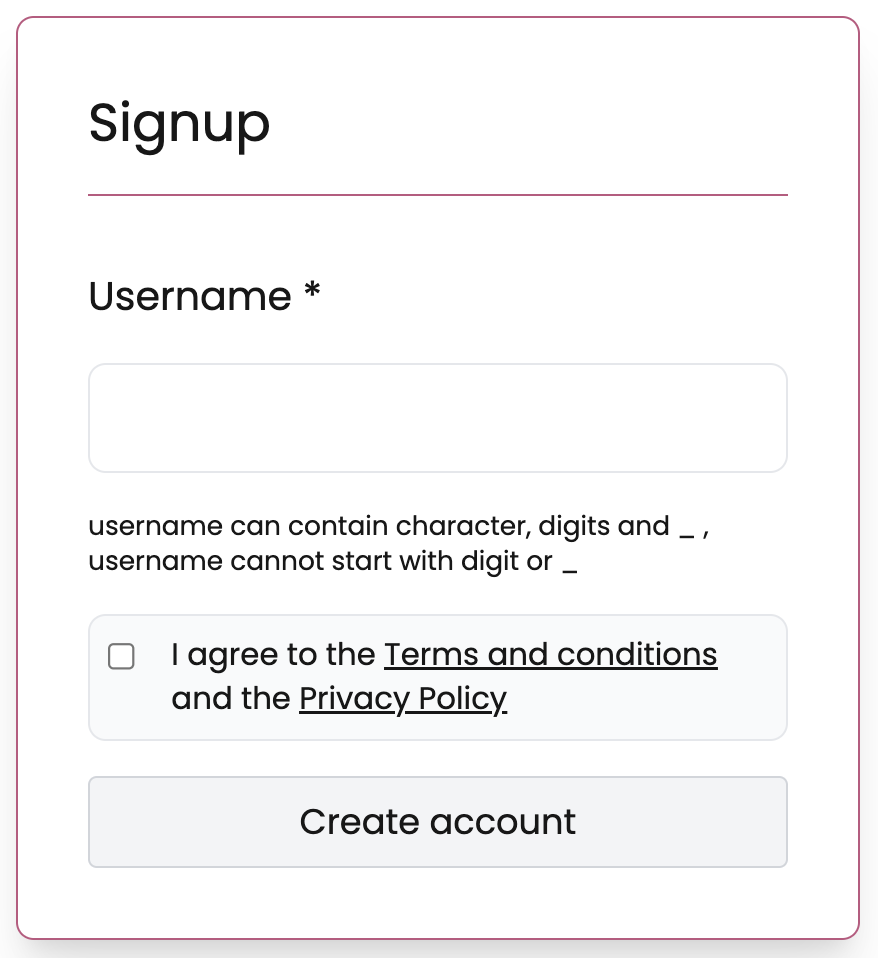 Signup
Username *
username can contain character, digits and _ ,
username cannot start with digit or _
I agree to the Terms and conditions
and the Privacy Policy
Create account